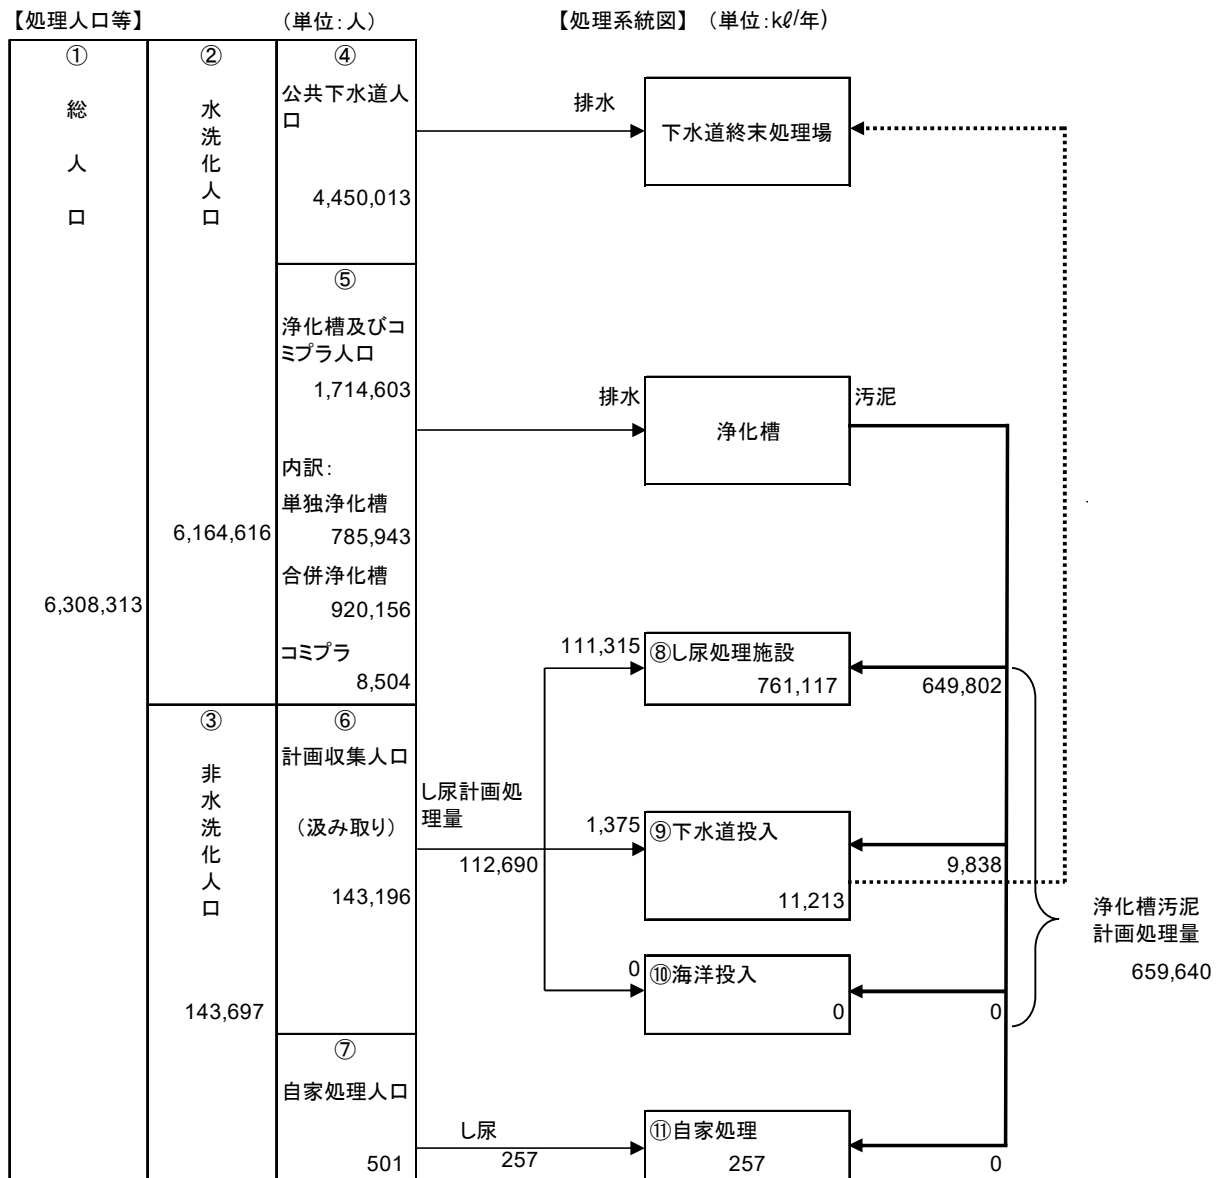 【処理人口等】
（単位：人）
【処理系統図】（単位：kℓ/年）
①
総
人
口
6,308,313
②
水
洗
化
人
口
6,164,616
③
非
水
洗
化
人
口
143,697
④
公共下水道人
口
4,450,013
⑤
浄化槽及びコ
ミプラ人口
1,714,603
内訳：
単独浄化槽
785,943
合併浄化槽
920,156
コミプラ
8,504
⑥
計画収集人口
（汲み取り）
143,196
⑦
自家処理人口
501
排水
下水道終末処理場
排水
浄化槽
汚泥
し尿計画処
理量
112,690
111,315
⑧し尿処理施設
761,117
649,802
1,375
⑨下水道投入
11,213
9,838
0
⑩海洋投入
0
0
浄化槽汚泥
計画処理量
659,640
し尿
257
⑪自家処理
257
0